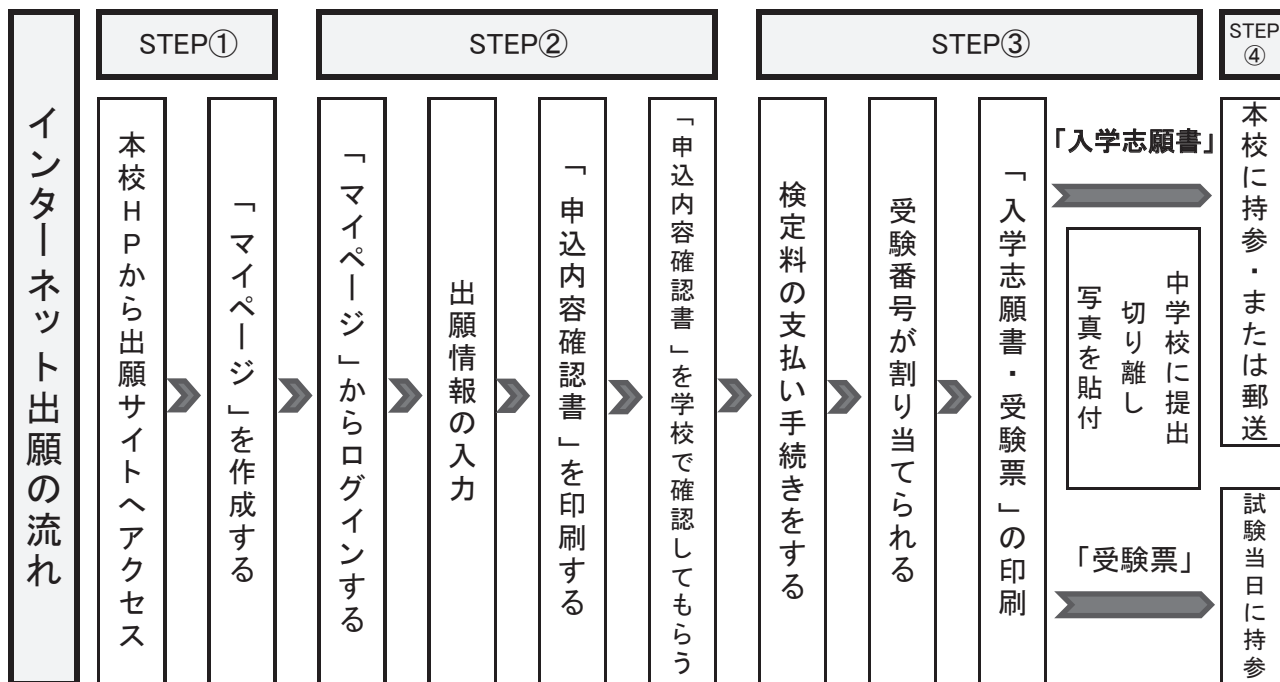 インターネット出願の流れ
STEP①
本校HPから出願サイトへアクセス
「マイページ」を作成する
STEP②
「マイページ」からログインする
出願情報の入力
「申込内容確認書」を印刷する
「申込内容確認書」を学校で確認してもらう
STEP③
検定料の支払い手続きをする
受験番号が割り当てられる
「入学志願書・受験票」の印刷
「入学志願書」
中学校に提出
切り離し
写真を貼付
「受験票」
STEP
④
本校に持参・または郵送
試験当日に持参